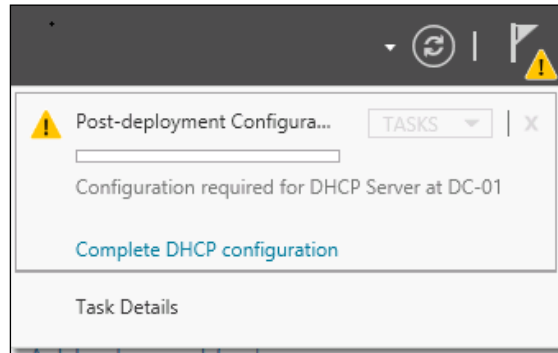 Post-deployment Configura...
TASKS
X
Configuration required for DHCP Server at DC-01
Complete DHCP configuration
Task Details